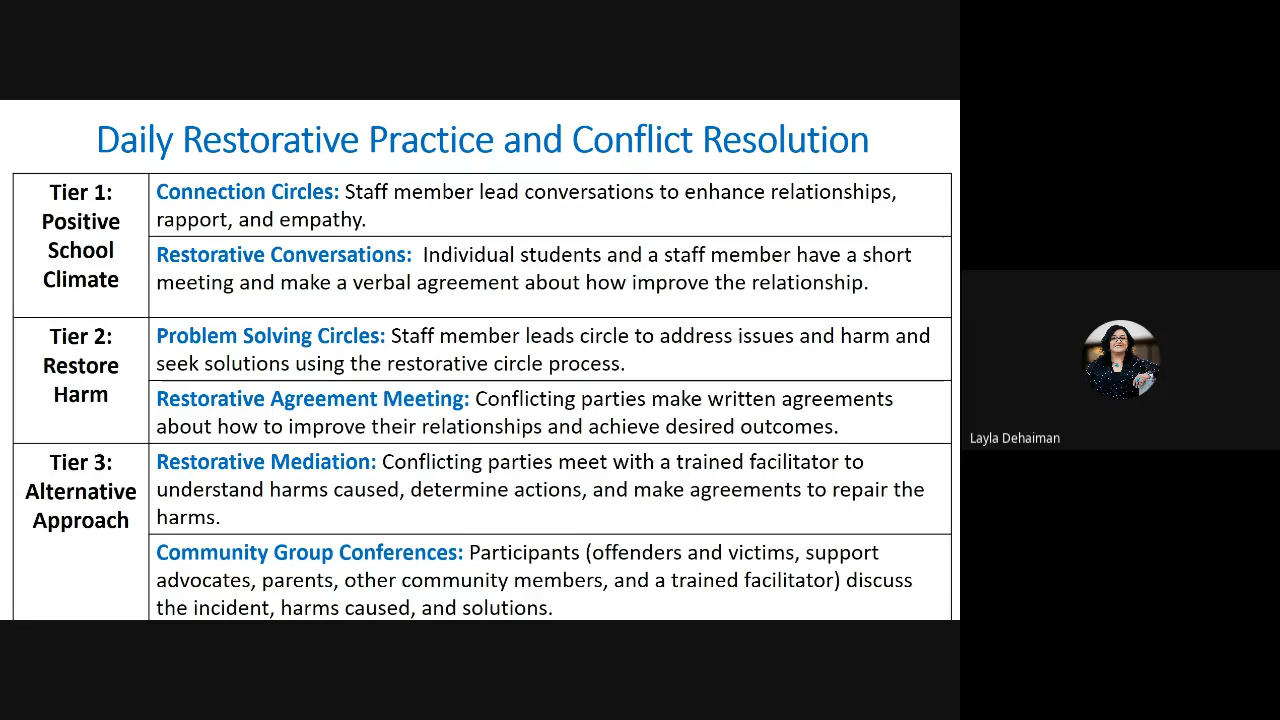 Daily Restorative Practice and Conflict Resolution
Tier 1:
Positive
School
Climate
Connection Circles: Staff member lead conversations to enhance relationships,
rapport, and empathy.
Restorative Conversations: Individual students and a staff member have a short
meeting and make a verbal agreement about how improve the relationship.
Tier 2:
Restore
Harm
Problem Solving Circles: Staff member leads circle to address issues and harm and
seek solutions using the restorative circle process.
Restorative Agreement Meeting: Conflicting parties make written agreements
about how to improve their relationships and achieve desired outcomes.
Tier 3:
Alternative
Approach
Restorative Mediation: Conflicting parties meet with a trained facilitator to
understand harms caused, determine actions, and make agreements to repair the
harms.
Community Group Conferences: Participants (offenders and victims, support
advocates, parents, other community members, and a trained facilitator) discuss
the incident, harms caused, and solutions.
Layla Dehaiman